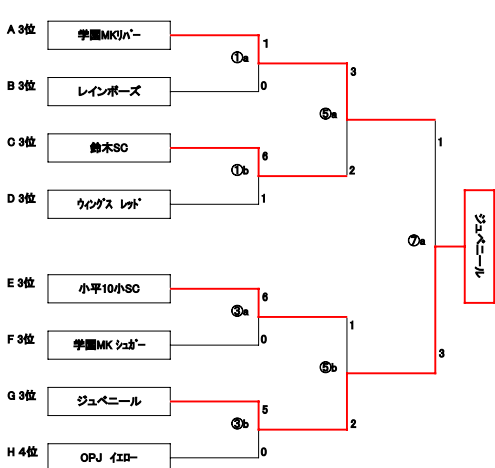 A 3位 学園MKﾘﾊﾞｰ
1
①a
3
B 3位 レインボーズ
0
⑤a
C 3位 鈴木SC
6
1
①b
2
D 3位 ｳｨﾝｸﾞｽ ﾚｯﾄﾞ
1
ジュベニール
⑦a
E 3位 小平10小SC
6
③a
1
F 3位 学園MK ｼｭｶﾞｰ
0
3
⑤b
G 3位 ジュベニール
5
③b
2
H 4位 OPJ ｲｴﾛｰ
0